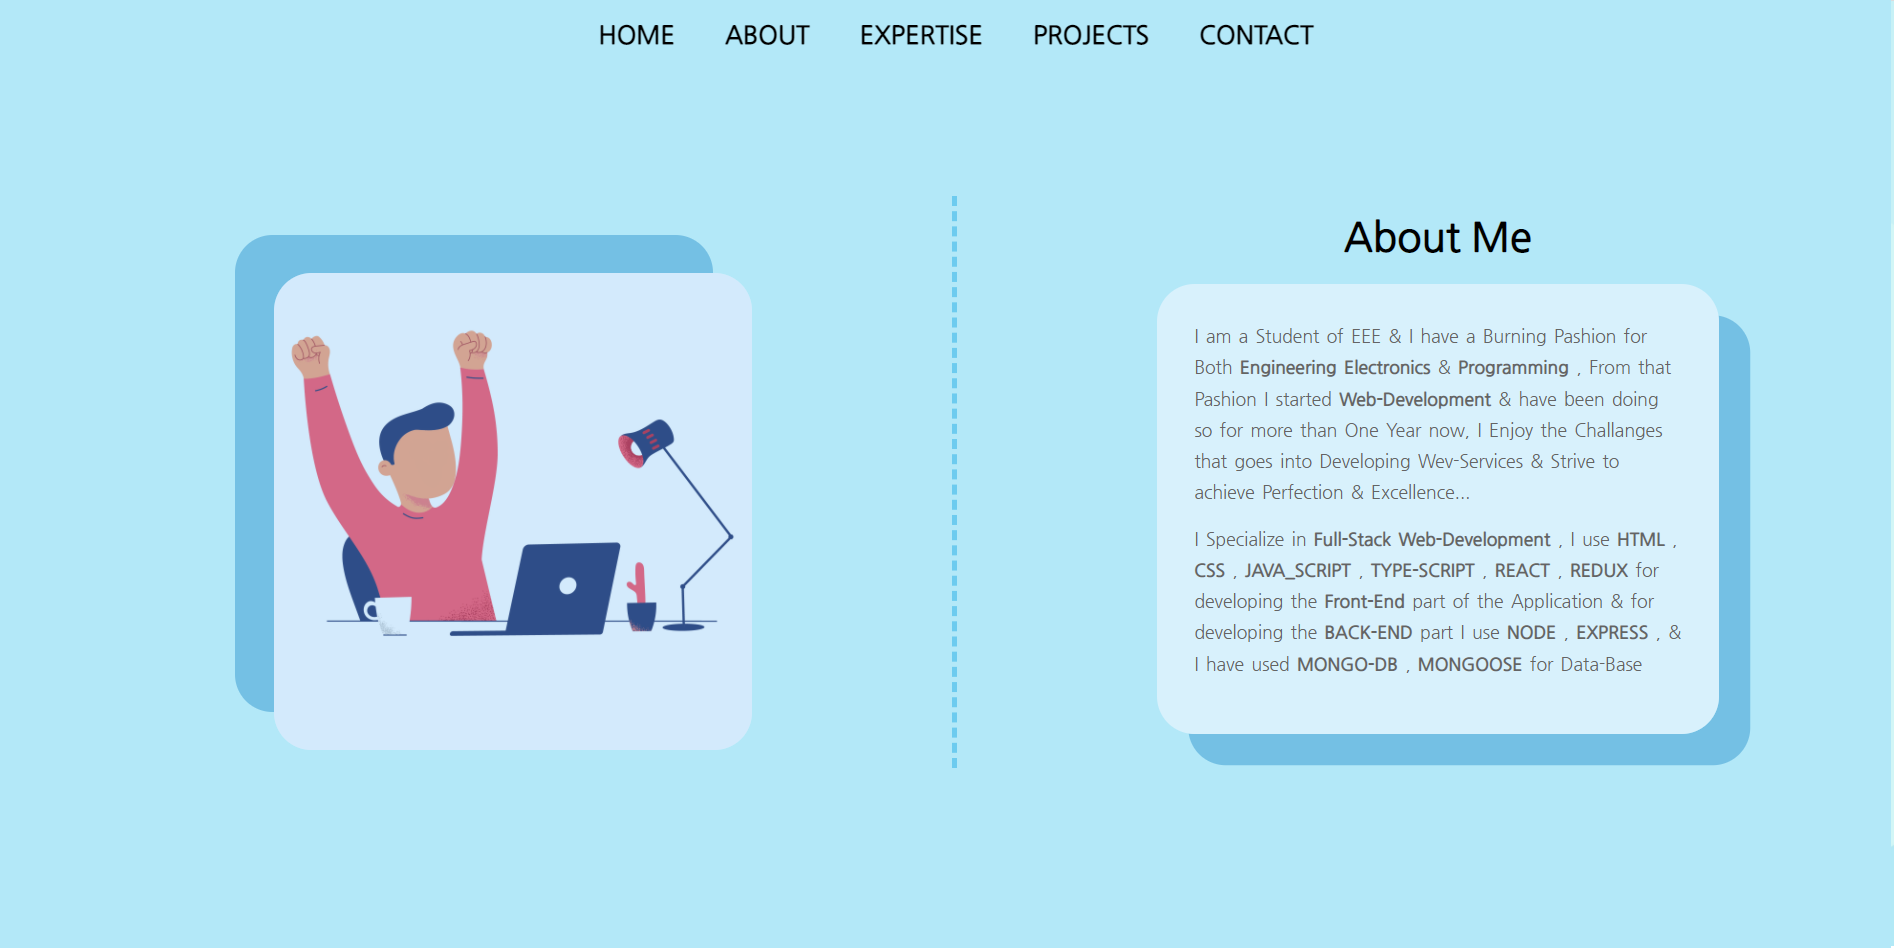 HOME ABOUT EXPERTISE PROJECTS CONTACT
About Me
I am a Student of EEE & I have a Burning Pashion for
Both Engineering Electronics & Programming , From that
Pashion I started Web-Development & have been doing
so for more than One Year now, I Enjoy the Challanges
that goes into Developing Wev-Services & Strive to
achieve Perfection & Excellence...
I Specialize in Full-Stack Web-Development , I use HTML ,
CSS , JAVA_SCRIPT , TYPE-SCRIPT , REACT , REDUX for
developing the Front-End part of the Application & for
developing the BACK-END part I use NODE , EXPRESS , &
I have used MONGO-DB , MONGOOSE for Data-Base